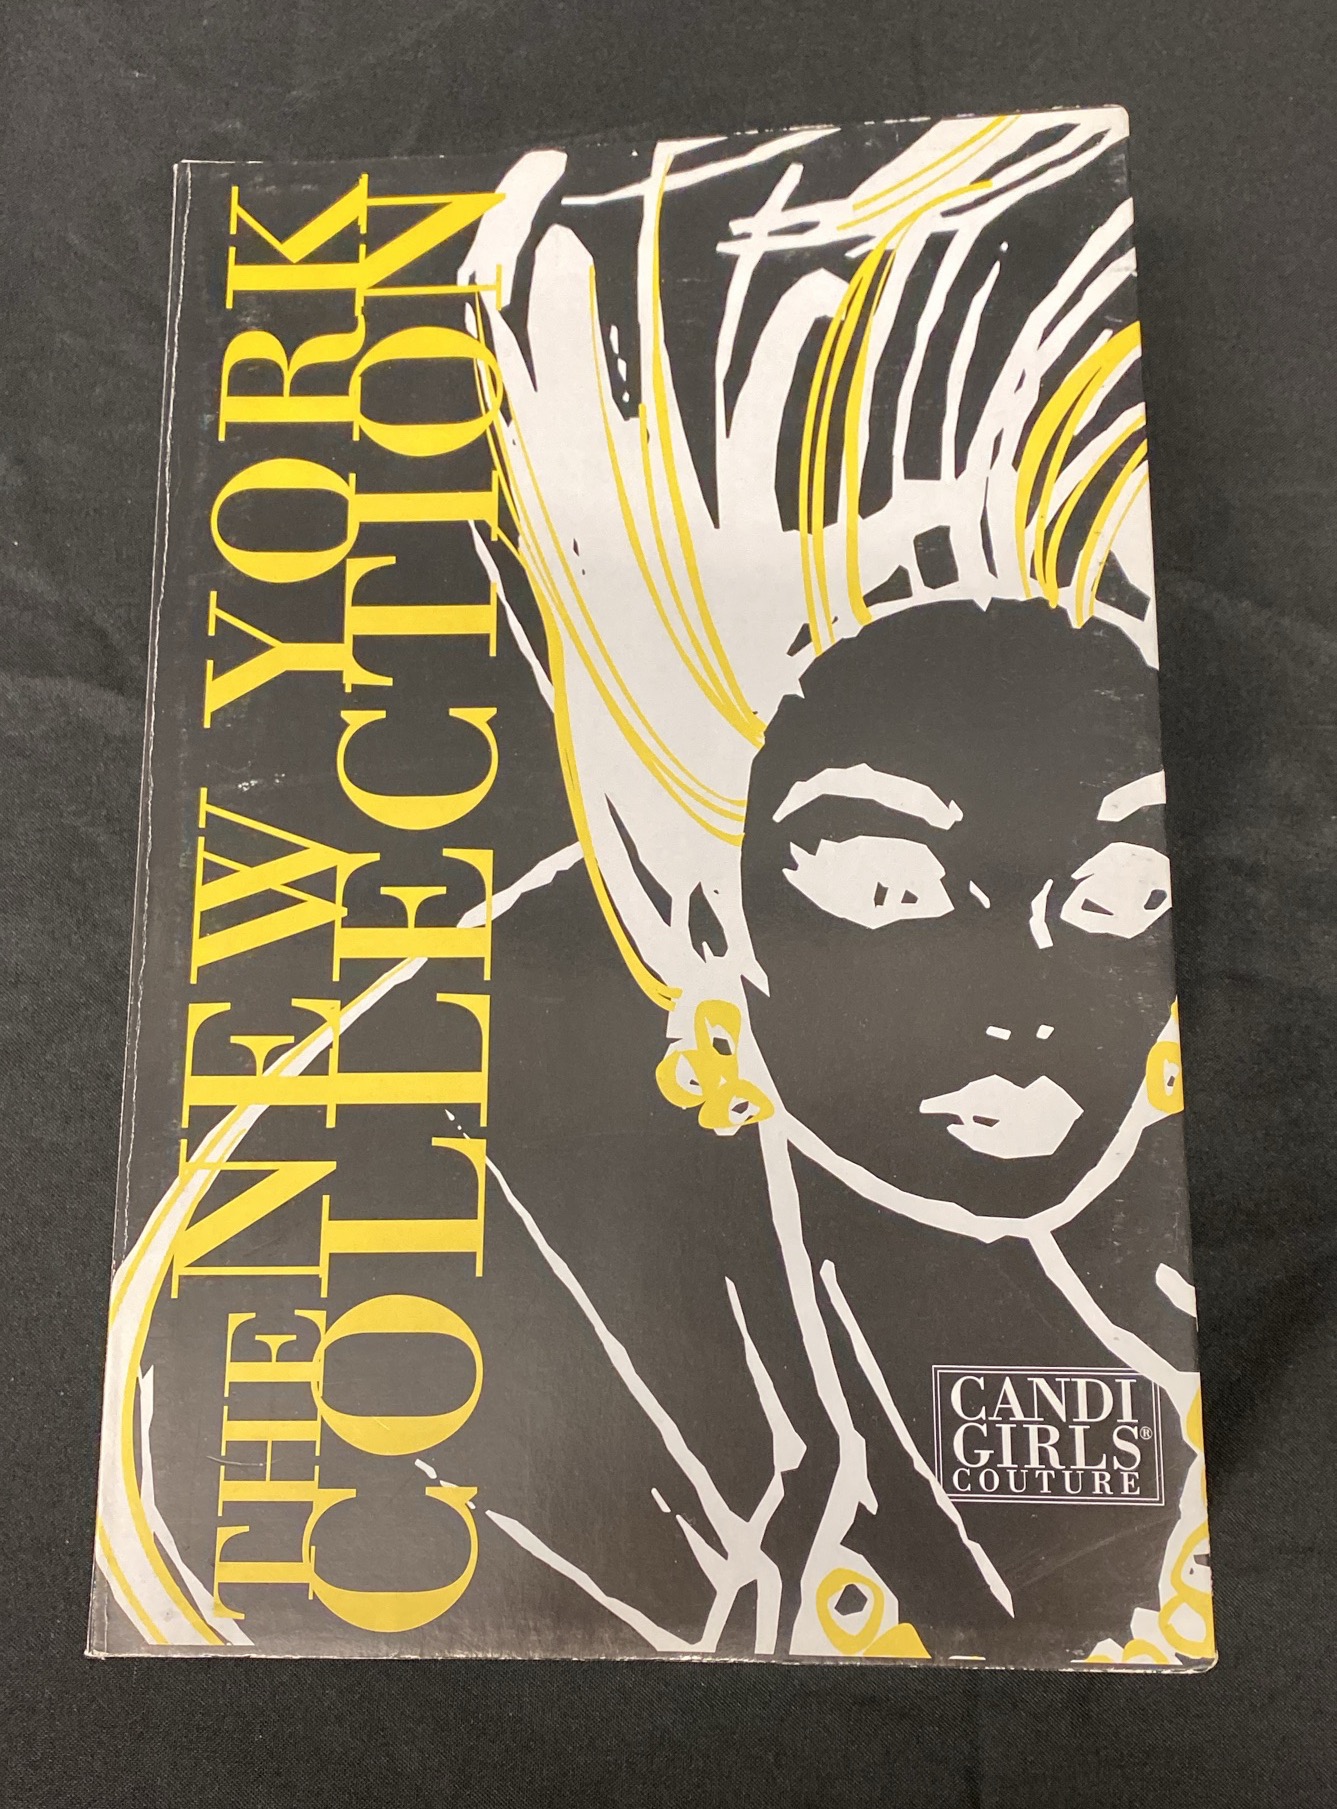 THE NEW YORK
COLLECTION
CANDI
GIRLS®
COUTURE